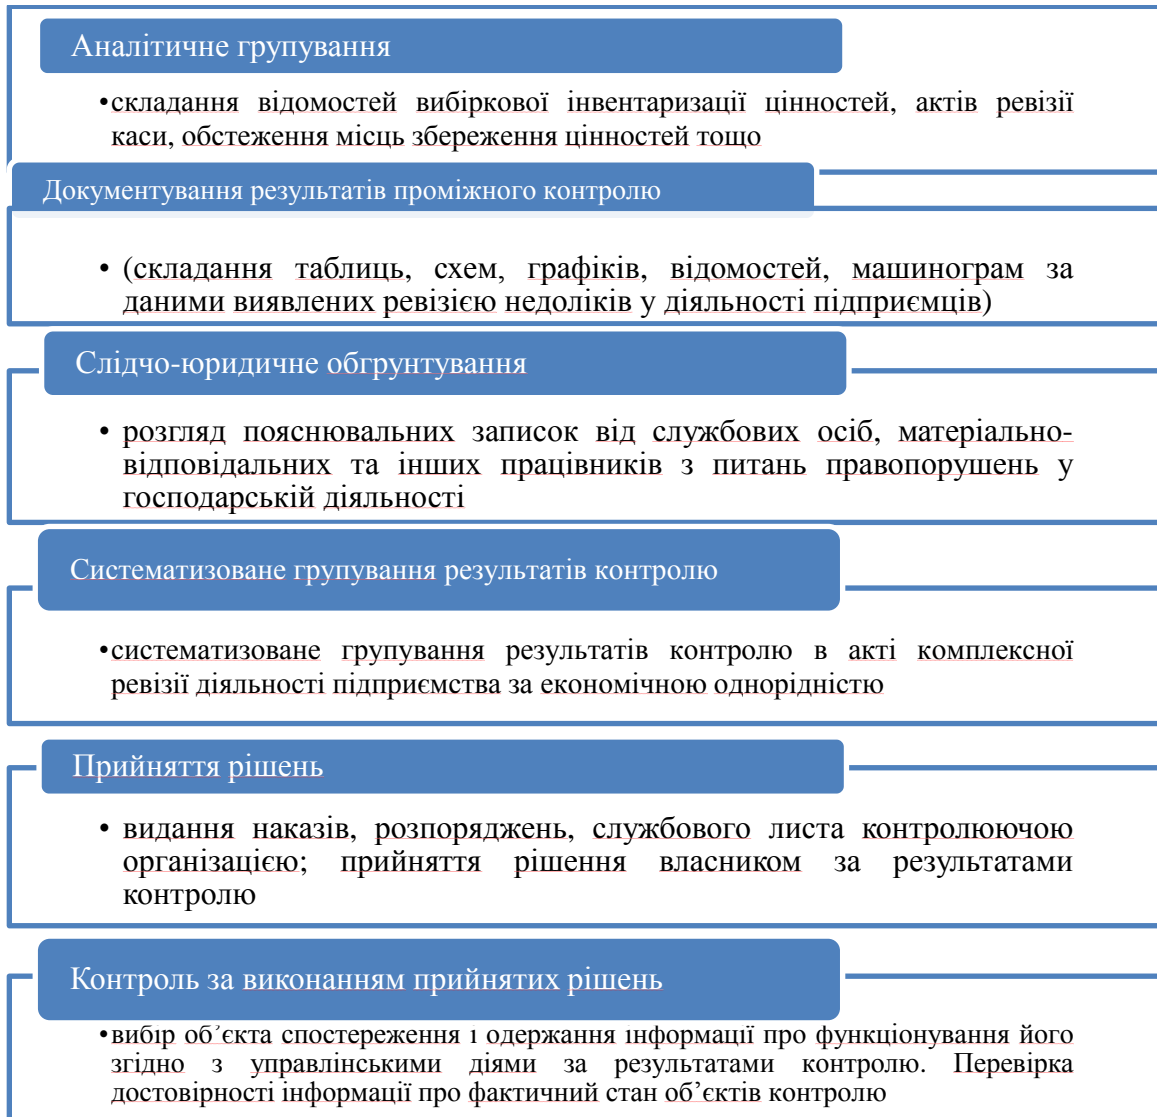 Аналітичне групування
•складання відомостей вибіркової інвентаризації цінностей, актів ревізії
каси, обстеження місць збереження цінностей тощо
Документування результатів проміжного контролю
• (складання таблиць, схем, графіків, відомостей, машинограм за
даними виявлених ревізією недоліків у діяльності підприємців)
Слідчо-юридичне обгрунтування
• розгляд пояснювальних записок від службових осіб, матеріально-
відповідальних та інших працівників з питань правопорушень у
господарській діяльності
Систематизоване групування результатів контролю
•систематизоване групування результатів контролю в акті комплексної
ревізії діяльності підприємства за економічною однорідністю
Прийняття рішень
• видання наказів, розпоряджень, службового листа контролюючою
організацією; прийняття рішення власником за результатами
контролю
Контроль за виконанням прийнятих рішень
•вибір об’єкта спостереження і одержання інформації про функціонування його
згідно з управлінськими діями за результатами контролю. Перевірка
достовірності інформації про фактичний стан об’єктів контролю